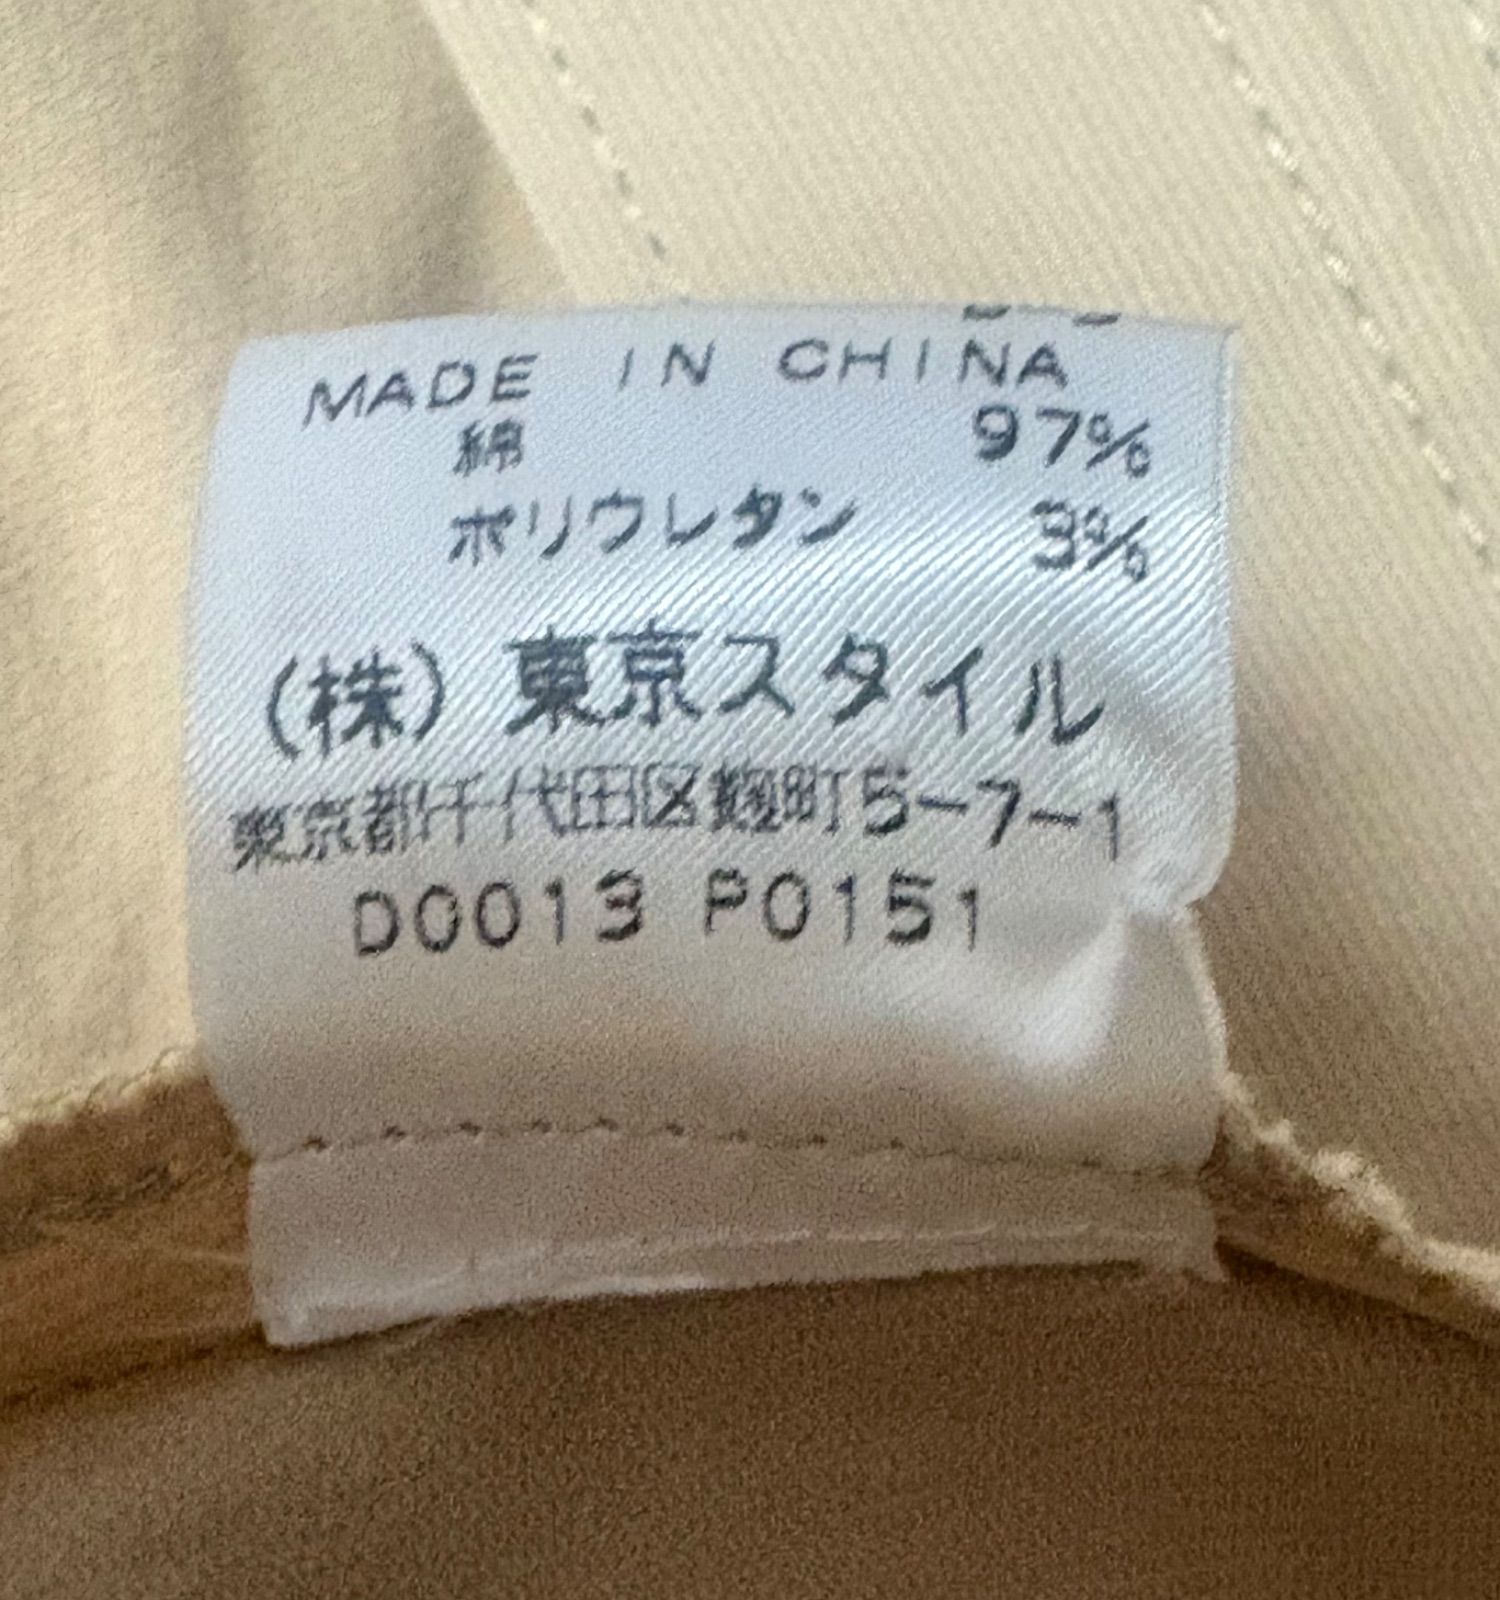 MADE IN CHINA
綿 97%
ポリウレタン 3%
(株)東京スタイル
東京都千代田区麹町5-7-1
D0013 P0151